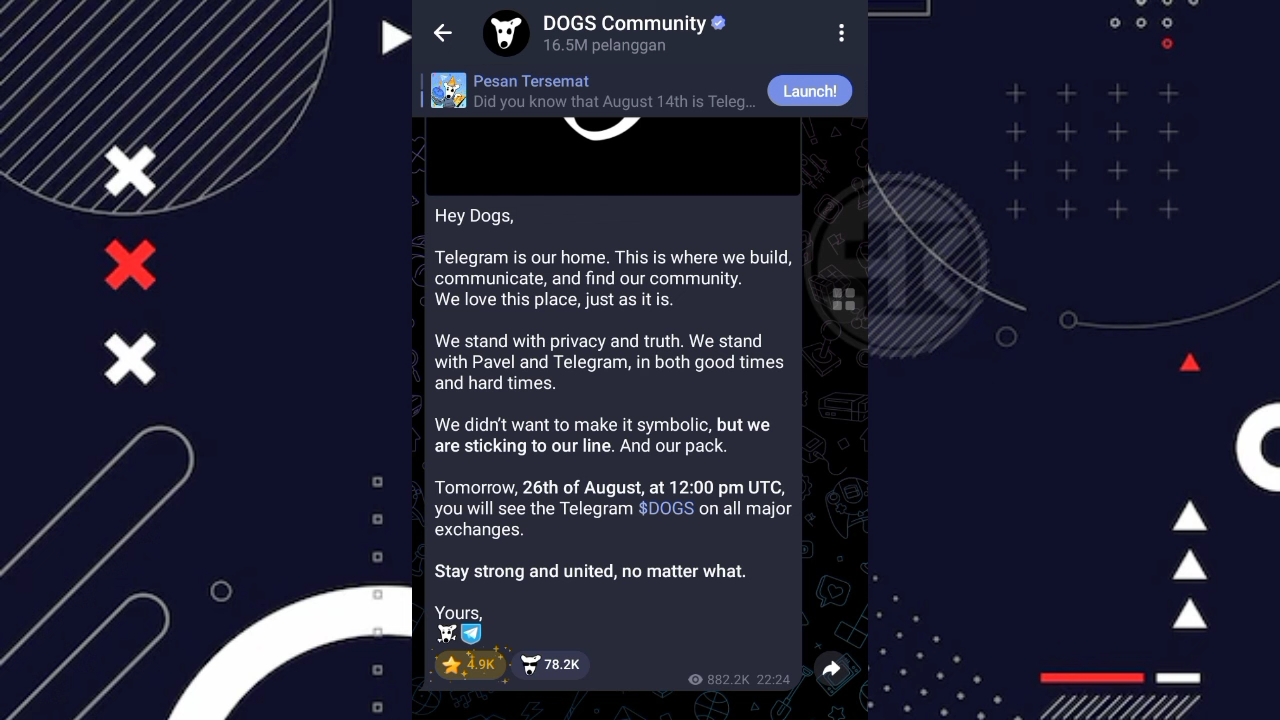 DOGS Community
16.5M pelanggan
Pesan Tersemat
Did you know that August 14th is Teleg...
Launch!
Hey Dogs,
Telegram is our home. This is where we build,
communicate, and find our community.
We love this place, just as it is.
We stand with privacy and truth. We stand
with Pavel and Telegram, in both good times
and hard times.
We didn’t want to make it symbolic, but we
are sticking to our line. And our pack.
Tomorrow, 26th of August, at 12:00 pm UTC,
you will see the Telegram $DOGS on all major
exchanges.
Stay strong and united, no matter what.
Yours,
4.9K 78.2K
882.2K 22:24